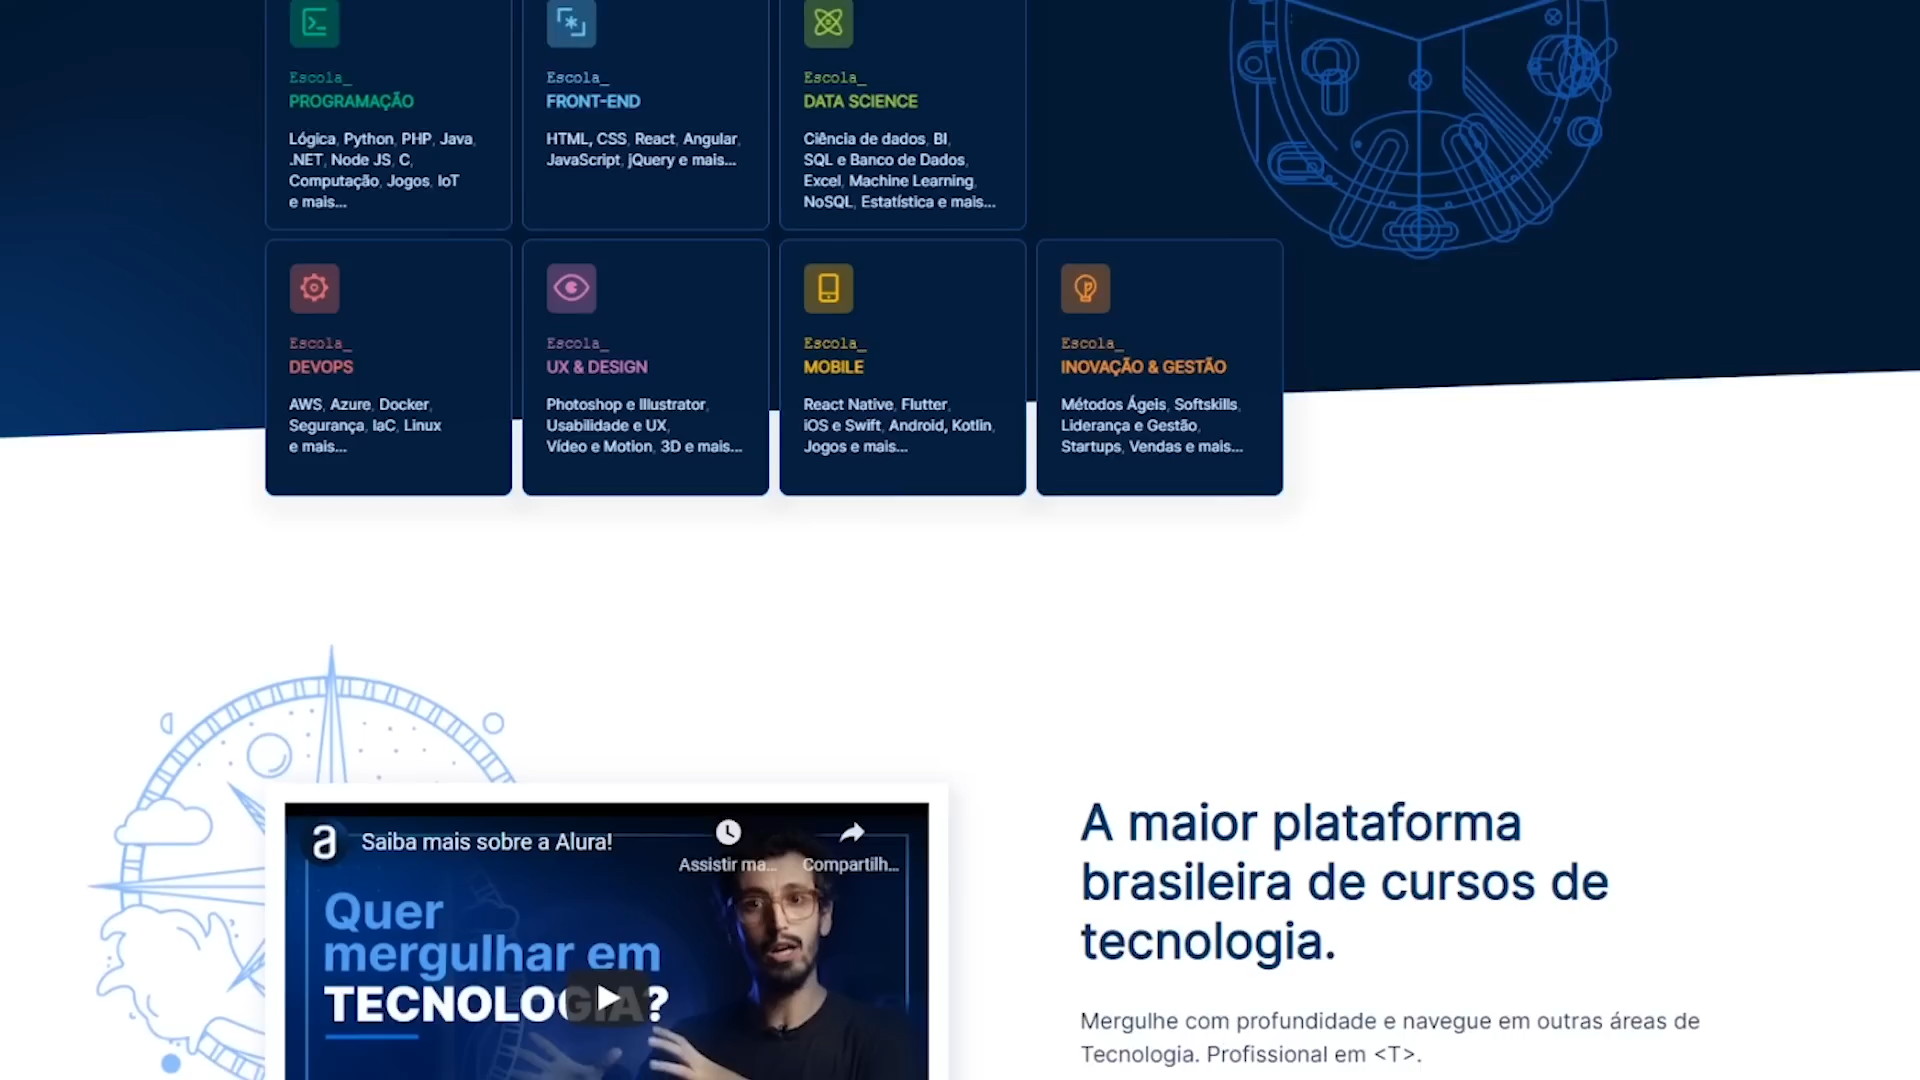 Escola_
PROGRAMAÇÃO
Lógica, Python, PHP, Java,
.NET, Node JS, C,
Computação, Jogos, IoT
e mais...
Escola_
FRONT-END
HTML, CSS, React, Angular,
JavaScript, jQuery e mais...
Escola_
DATA SCIENCE
Ciência de dados, BI,
SQL e Banco de Dados,
Excel, Machine Learning,
NoSQL, Estatística e mais...
Escola_
DEVOPS
AWS, Azure, Docker,
Segurança, IaC, Linux
e mais...
Escola_
UX & DESIGN
Photoshop e Illustrator,
Usabilidade e UX,
Vídeo e Motion, 3D e mais...
Escola_
MOBILE
React Native, Flutter,
iOS e Swift, Android, Kotlin,
Jogos e mais...
Escola_
INOVAÇÃO & GESTÃO
Métodos Ágeis, Softskills,
Liderança e Gestão,
Startups, Vendas e mais...
a
Saiba mais sobre a Alura!
Assistir ma...
Compartilh...
Quer
mergulhar em
TECNOLOGIA?
A maior plataforma
brasileira de cursos de
tecnologia.
Mergulhe com profundidade e navegue em outras áreas de
Tecnologia. Profissional em <T>.